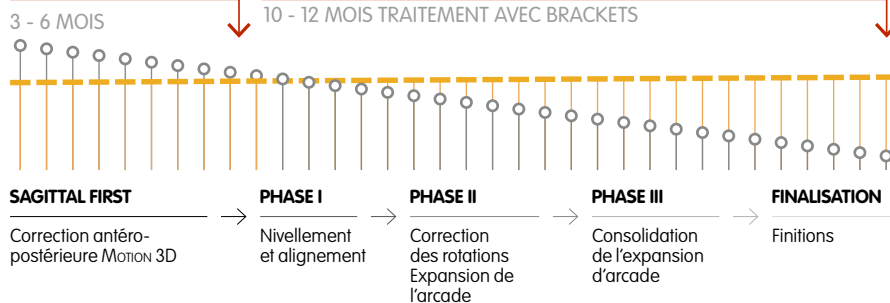 3 - 6 MOIS
10 - 12 MOIS TRAITEMENT AVEC BRACKETS
SAGITTAL FIRST
Correction antéro-
postérieure MOTION 3D
PHASE I
Nivellement
et alignement
PHASE II
Correction
des rotations
Expansion de
l'arcade
PHASE III
Consolidation
de l'expansion
d'arcade
FINALISATION
Finitions